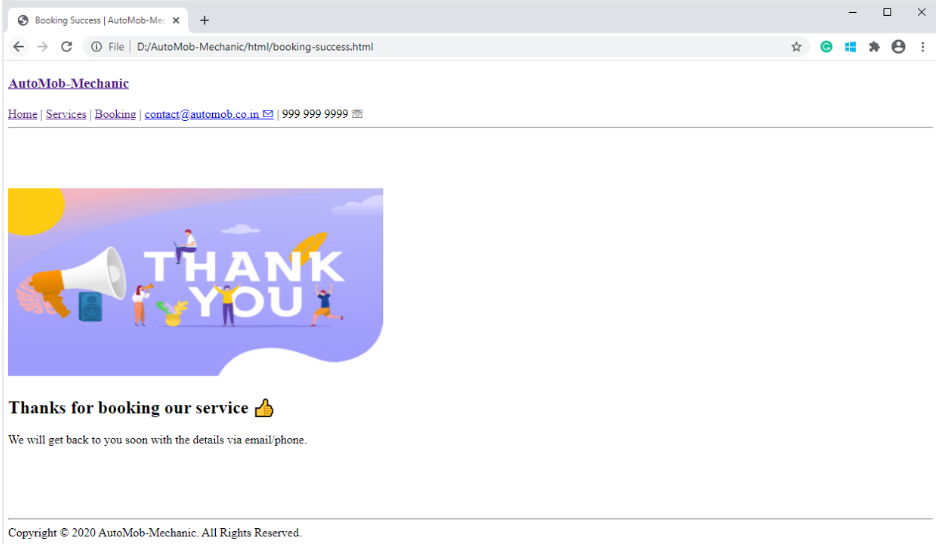 Booking Success | AutoMob-Mec
File | D:/AutoMob-Mechanic/html/booking-success.html
AutoMob-Mechanic
Home | Services | Booking | contact@automob.co.in ✉ | 999 999 9999 ☏
THANK
YOU
Thanks for booking our service 👍
We will get back to you soon with the details via email/phone.
Copyright © 2020 AutoMob-Mechanic. All Rights Reserved.